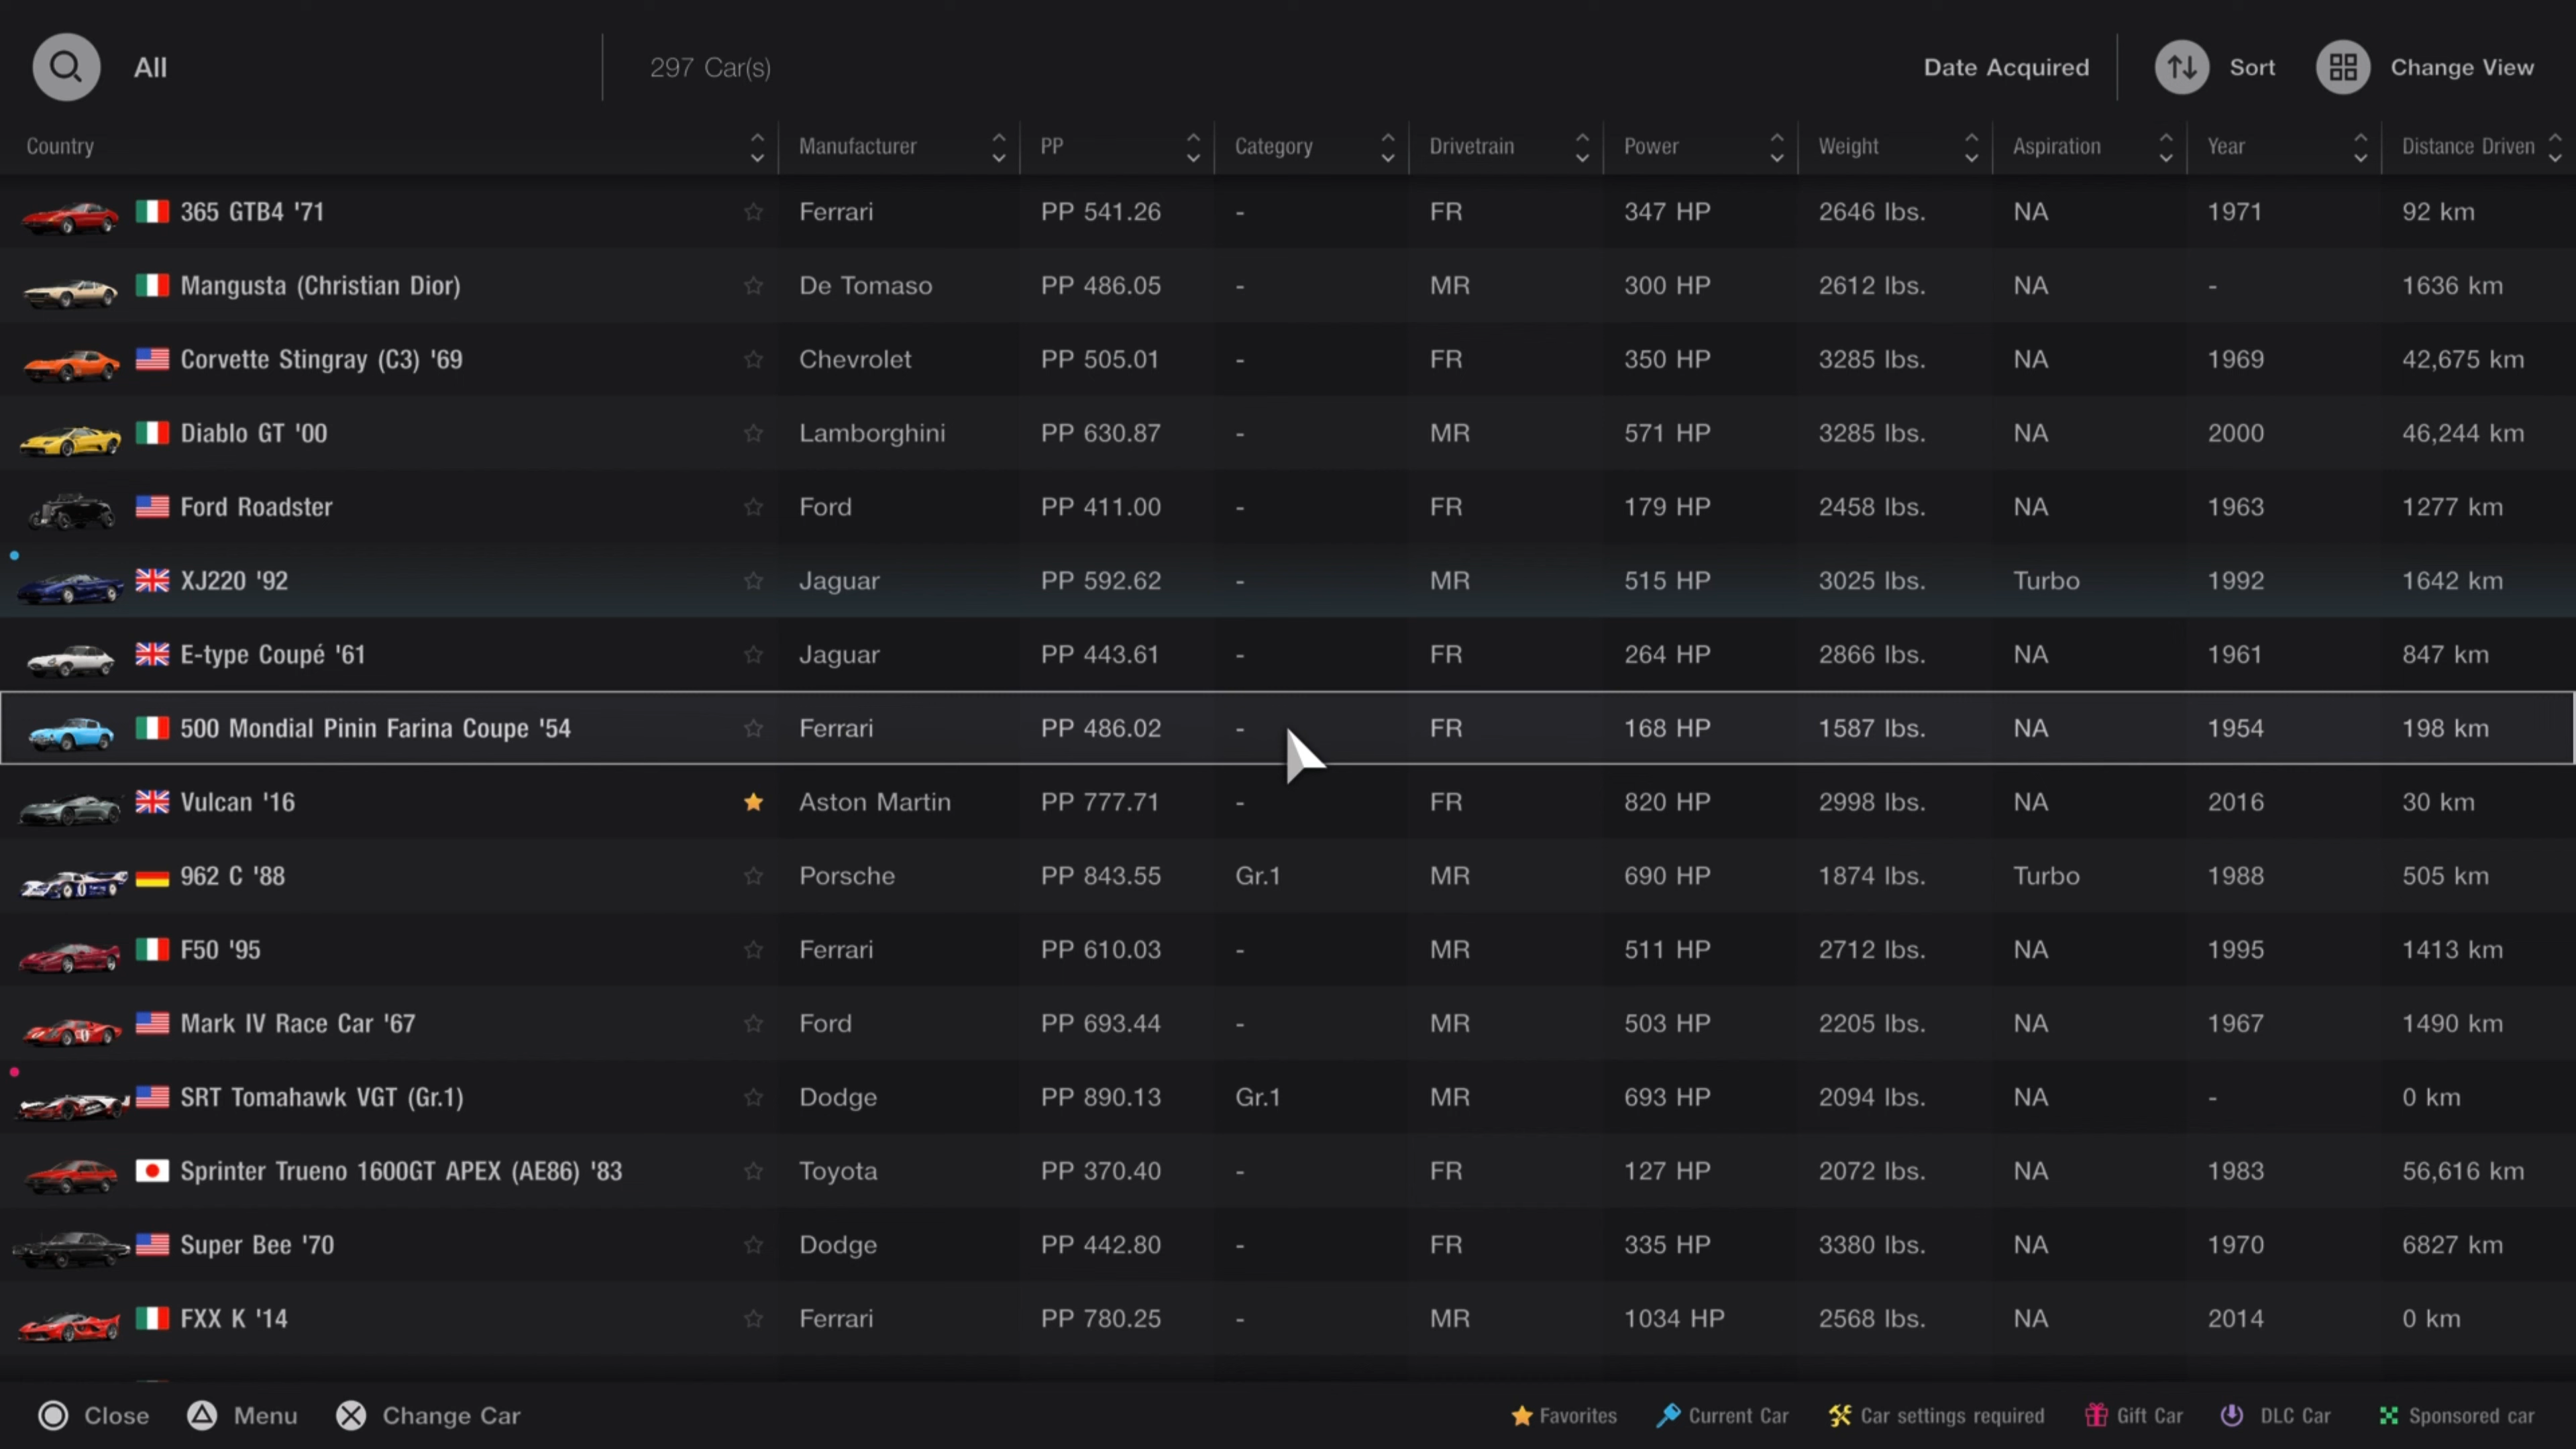 All 297 Car(s) Date Acquired Sort Change View
Country Manufacturer PP Category Drivetrain Power Weight Aspiration Year Distance Driven
365 GTB4 '71 Ferrari PP 541.26 - FR 347 HP 2646 lbs. NA 1971 92 km
Mangusta (Christian Dior) De Tomaso PP 486.05 - MR 300 HP 2612 lbs. NA - 1636 km
Corvette Stingray (C3) '69 Chevrolet PP 505.01 - FR 350 HP 3285 lbs. NA 1969 42,675 km
Diablo GT '00 Lamborghini PP 630.87 - MR 571 HP 3285 lbs. NA 2000 46,244 km
Ford Roadster Ford PP 411.00 - FR 179 HP 2458 lbs. NA 1963 1277 km
XJ220 '92 Jaguar PP 592.62 - MR 515 HP 3025 lbs. Turbo 1992 1642 km
E-type Coupé '61 Jaguar PP 443.61 - FR 264 HP 2866 lbs. NA 1961 847 km
500 Mondial Pinin Farina Coupe '54 Ferrari PP 486.02 - FR 168 HP 1587 lbs. NA 1954 198 km
Vulcan '16 Aston Martin PP 777.71 - FR 820 HP 2998 lbs. NA 2016 30 km
962 C '88 Porsche PP 843.55 Gr.1 MR 690 HP 1874 lbs. Turbo 1988 505 km
F50 '95 Ferrari PP 610.03 - MR 511 HP 2712 lbs. NA 1995 1413 km
Mark IV Race Car '67 Ford PP 693.44 - MR 503 HP 2205 lbs. NA 1967 1490 km
SRT Tomahawk VGT (Gr.1) Dodge PP 890.13 Gr.1 MR 693 HP 2094 lbs. NA - 0 km
Sprinter Trueno 1600GT APEX (AE86) '83 Toyota PP 370.40 - FR 127 HP 2072 lbs. NA 1983 56,616 km
Super Bee '70 Dodge PP 442.80 - FR 335 HP 3380 lbs. NA 1970 6827 km
FXX K '14 Ferrari PP 780.25 - MR 1034 HP 2568 lbs. NA 2014 0 km
Close Menu Change Car Favorites Current Car Car settings required Gift Car DLC Car Sponsored car